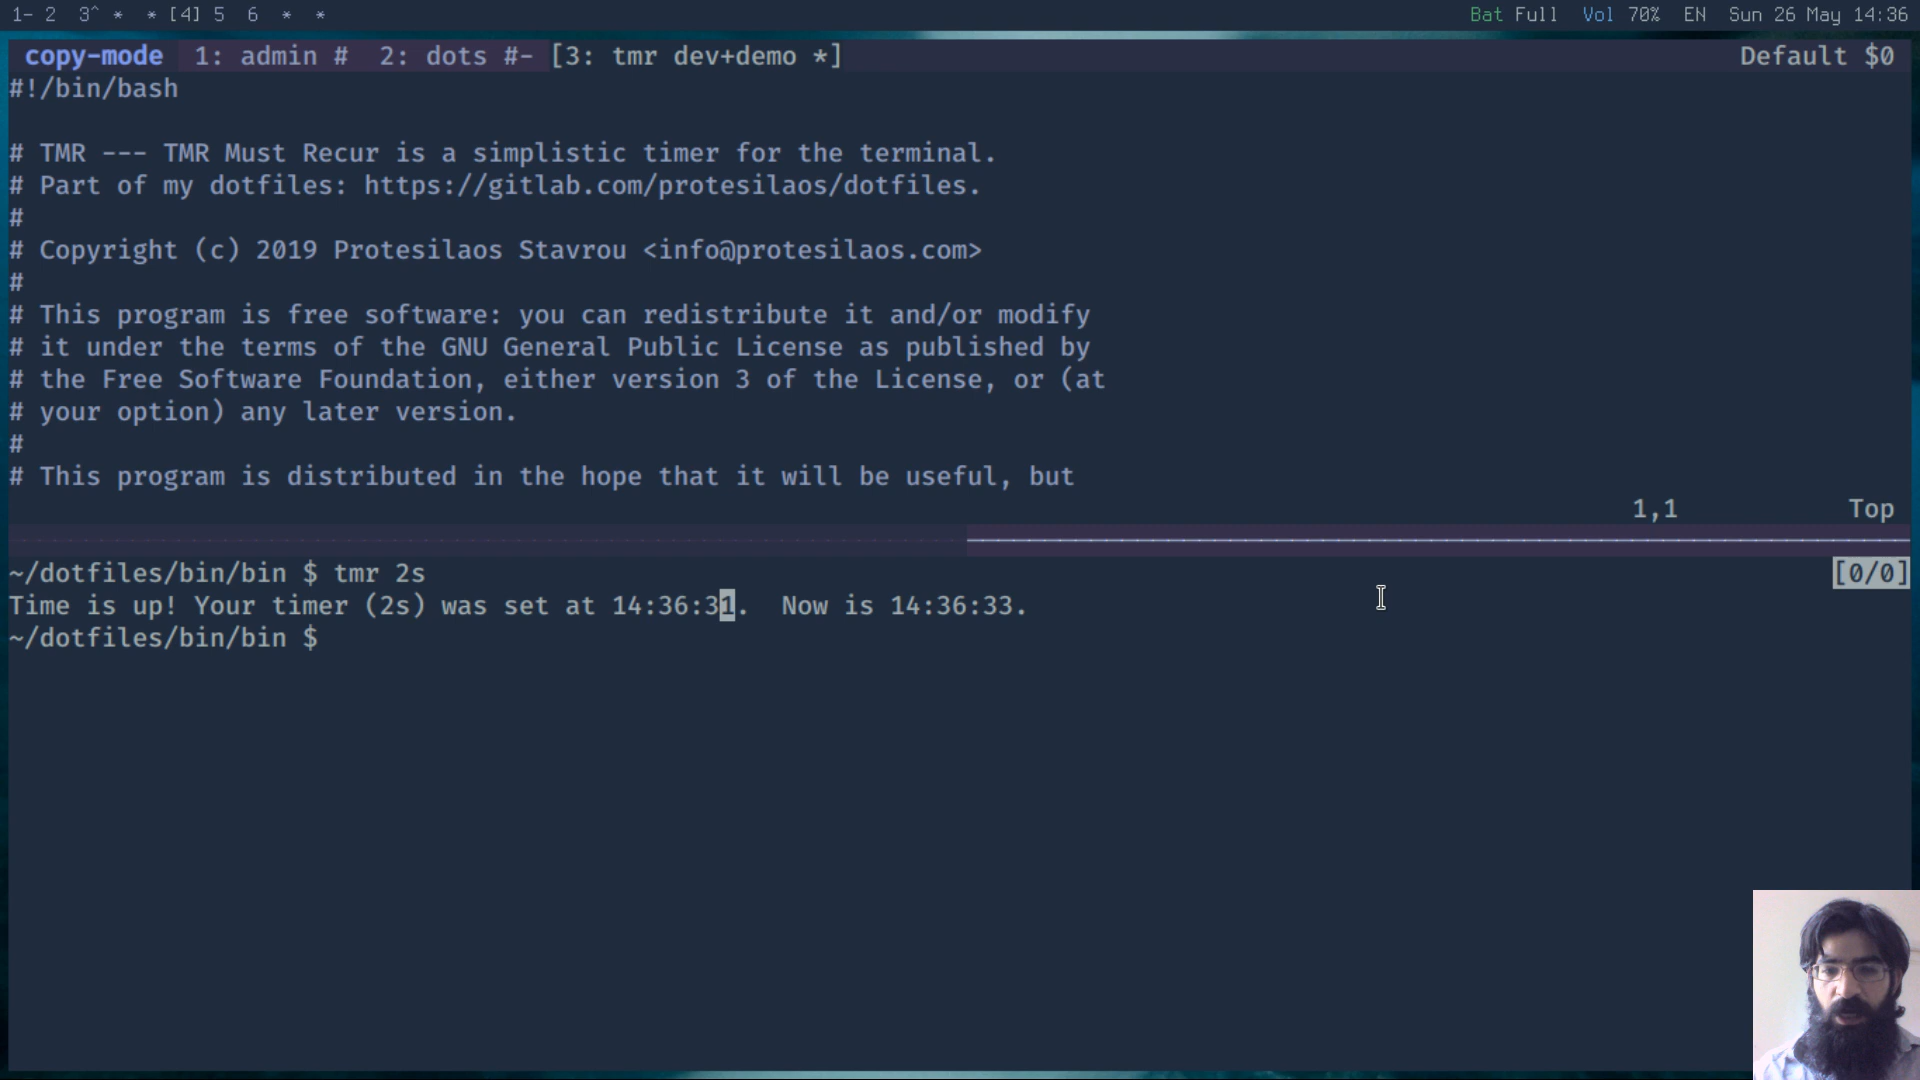 1- 2 3^ * * [4] 5 6 * * Bat Full Vol 70% EN Sun 26 May 14:36
copy-mode 1: admin # 2: dots #- [3: tmr dev+demo *] Default $0
#!/bin/bash
# TMR --- TMR Must Recur is a simplistic timer for the terminal.
# Part of my dotfiles: https://gitlab.com/protesilaos/dotfiles.
#
# Copyright (c) 2019 Protesilaos Stavrou <info@protesilaos.com>
#
# This program is free software: you can redistribute it and/or modify
# it under the terms of the GNU General Public License as published by
# the Free Software Foundation, either version 3 of the License, or (at
# your option) any later version.
#
# This program is distributed in the hope that it will be useful, but
1,1 Top
~/dotfiles/bin/bin $ tmr 2s [0/0]
Time is up! Your timer (2s) was set at 14:36:31.  Now is 14:36:33.
~/dotfiles/bin/bin $